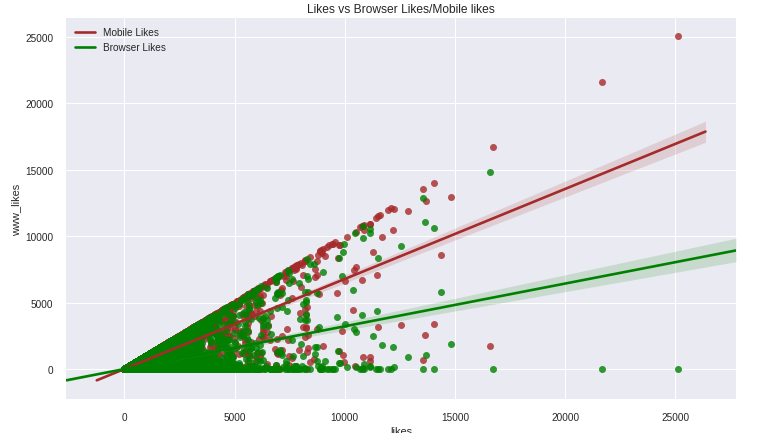 Likes vs Browser Likes/Mobile likes
Mobile Likes
Browser Likes
www_likes
25000
20000
15000
10000
5000
0
0 5000 10000 15000 20000 25000
likes